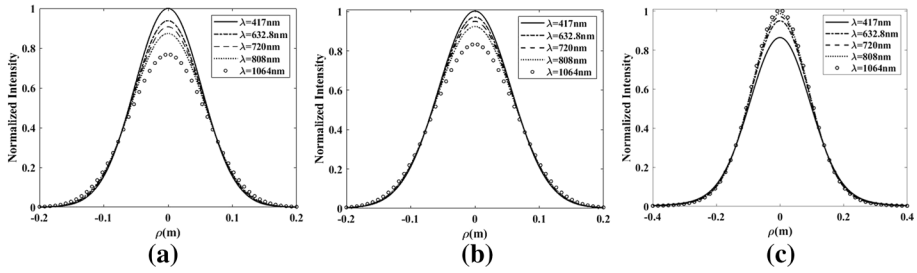 Normalized Intensity
1
0.8
0.6
0.4
0.2
0
-0.2
-0.1
0
0.1
0.2
ρ(m)
λ=417nm
λ=632.8nm
λ=720nm
λ=808nm
λ=1064nm
(a)
Normalized Intensity
1
0.8
0.6
0.4
0.2
0
-0.2
-0.1
0
0.1
0.2
ρ(m)
λ=417nm
λ=632.8nm
λ=720nm
λ=808nm
λ=1064nm
(b)
Normalized Intensity
1
0.8
0.6
0.4
0.2
0
-0.4
-0.2
0
0.2
0.4
ρ(m)
λ=417nm
λ=632.8nm
λ=720nm
λ=808nm
λ=1064nm
(c)